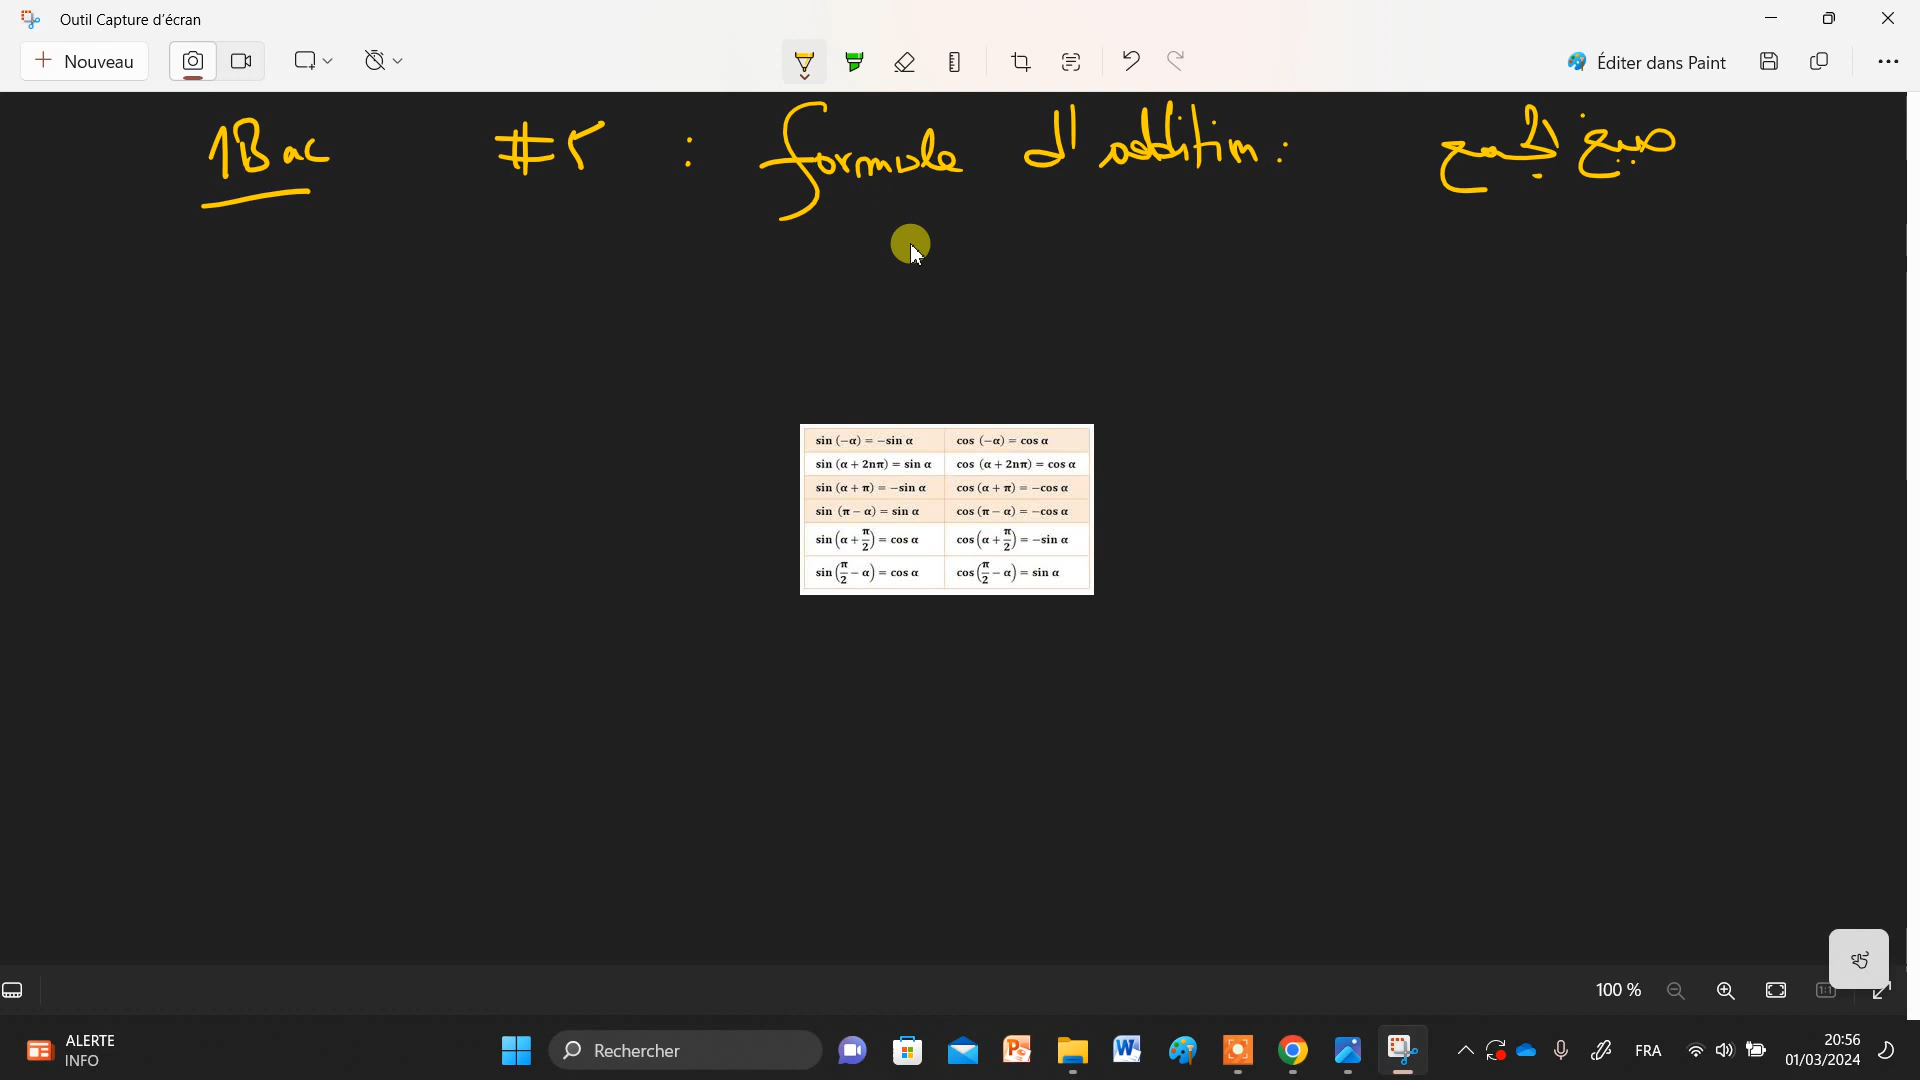 Outil Capture d'écran
Nouveau
Éditer dans Paint
1Bac #5 : formule d'addition : صيغ الجمع
sin (−α) = −sin α cos (−α) = cos α
sin (α + 2nπ) = sin α cos (α + 2nπ) = cos α
sin (α + π) = −sin α cos (α + π) = −cos α
sin (π − α) = sin α cos (π − α) = −cos α
sin (α + π/2) = cos α cos (α + π/2) = −sin α
sin (π/2 − α) = cos α cos (π/2 − α) = sin α
100 % 1:1
ALERTE
INFO
Rechercher
FRA
20:56
01/03/2024